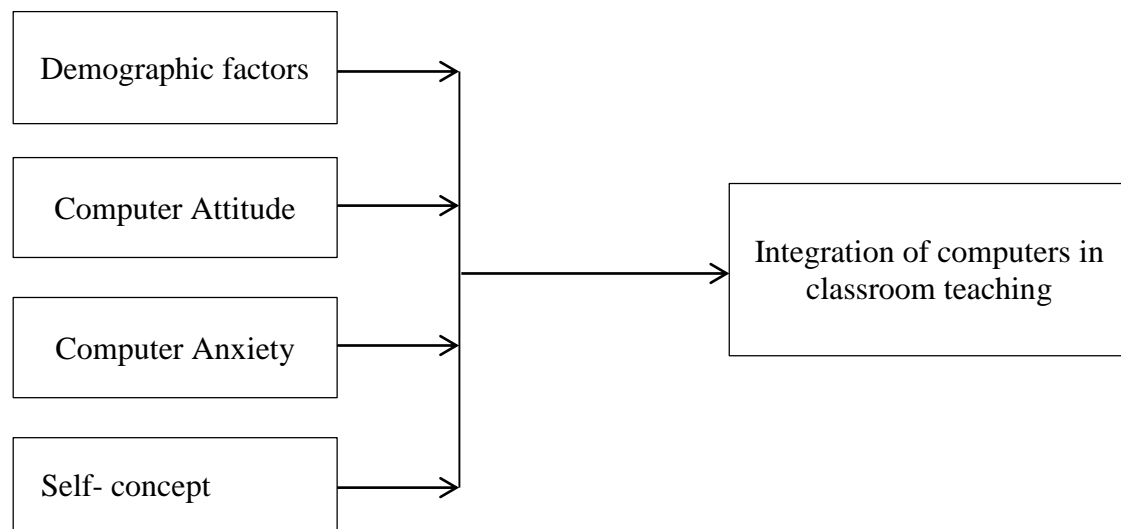 Demographic factors
Computer Attitude
Computer Anxiety
Self- concept
Integration of computers in
classroom teaching